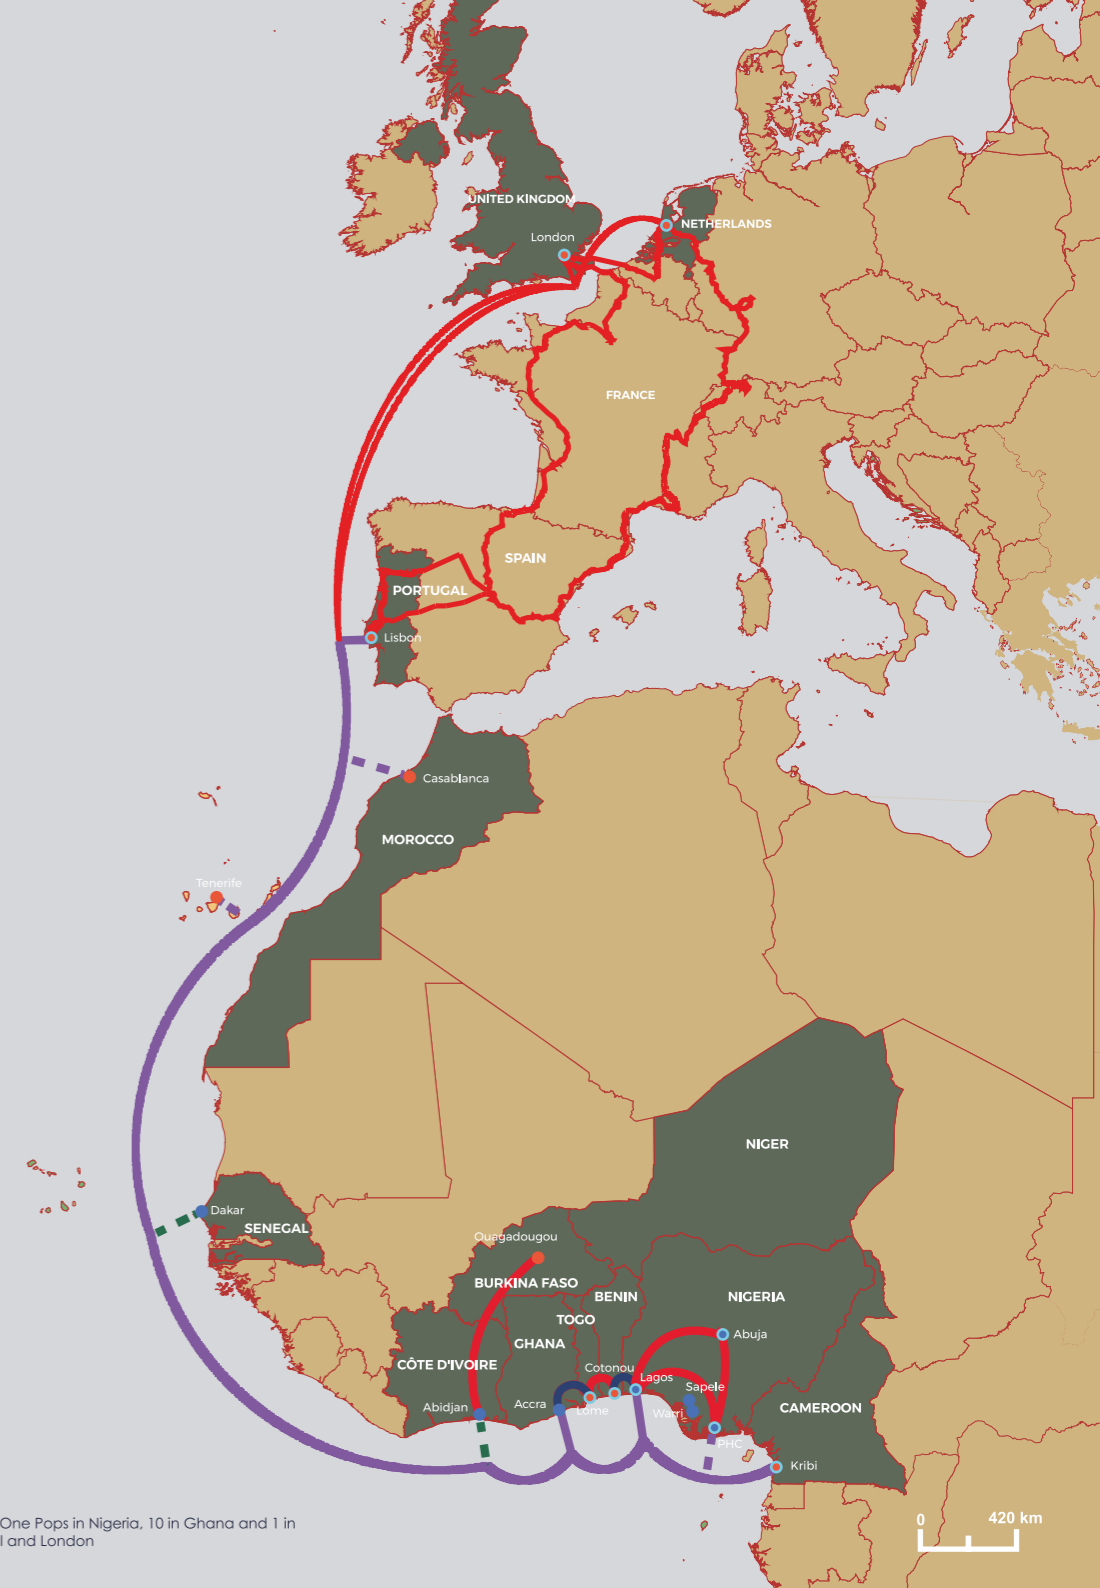 UNITED KINGDOM
London
NETHERLANDS
FRANCE
SPAIN
PORTUGAL
Lisbon
Casablanca
MOROCCO
Tenerife
NIGER
Dakar
SENEGAL
Ouagadougou
BURKINA FASO
BENIN
NIGERIA
TOGO
GHANA
Abuja
CÔTE D'IVOIRE
Cotonou
Lagos
Sapele
Abidjan
Accra
Lome
Warri
CAMEROON
PHC
Kribi
One Pops in Nigeria, 10 in Ghana and 1 in
l and London
0 420 km